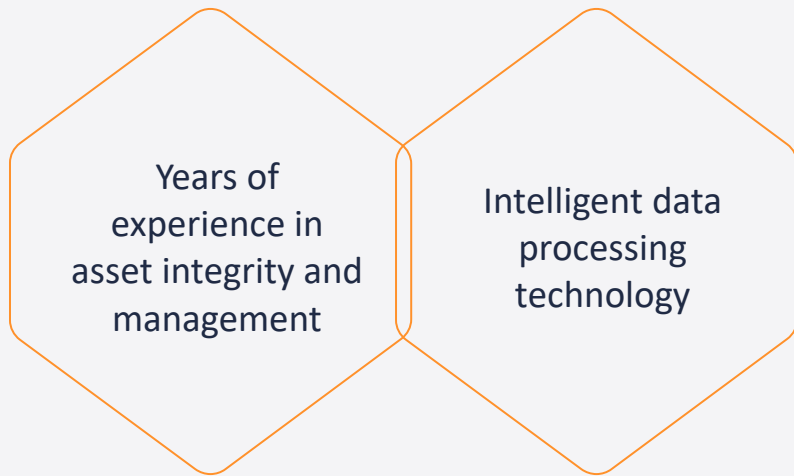 Years of
experience in
asset integrity and
management
Intelligent data
processing
technology